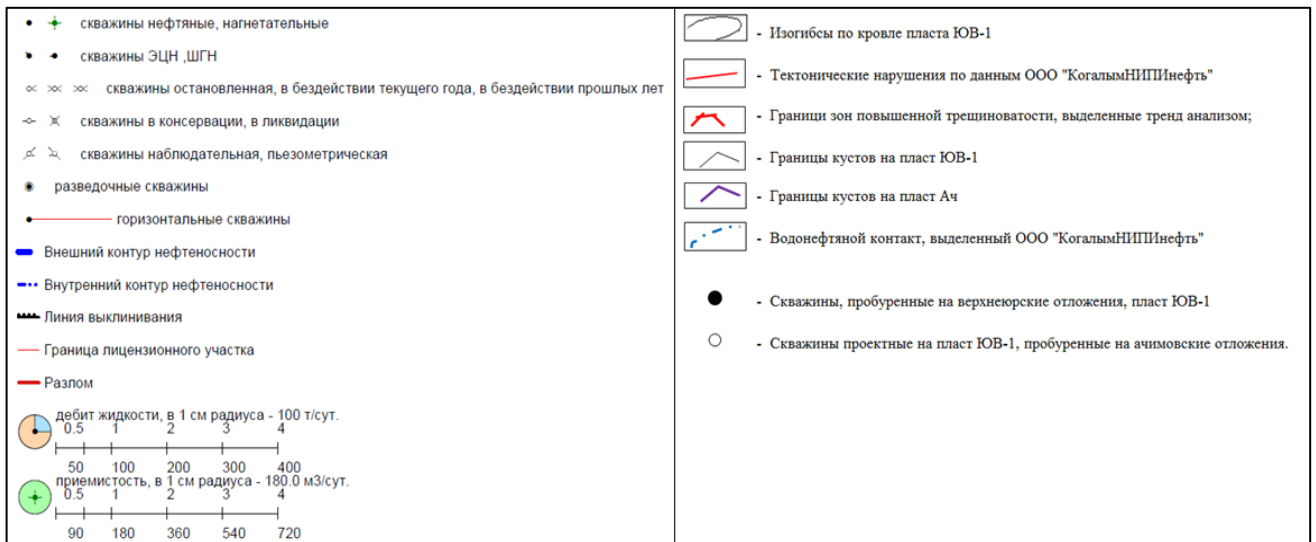 скважины нефтяные, нагнетательные
скважины ЭЦН ,ШГН
скважины остановленная, в бездействии текущего года, в бездействии прошлых лет
скважины в консервации, в ликвидации
скважины наблюдательная, пьезометрическая
разведочные скважины
горизонтальные скважины
Внешний контур нефтеносности
Внутренний контур нефтеносности
Линия выклинивания
Граница лицензионного участка
Разлом
дебит жидкости, в 1 см радиуса - 100 т/сут.
0.5 1 2 3 4
50 100 200 300 400
приемистость, в 1 см радиуса - 180.0 м3/сут.
0.5 1 2 3 4
90 180 360 540 720
- Изогибсы по кровле пласта ЮВ-1
- Тектонические нарушения по данным ООО "КогалымНИПИнефть"
- Граници зон повышенной трещиноватости, выделенные тренд анализом;
- Границы кустов на пласт ЮВ-1
- Границы кустов на пласт Ач
- Водонефтяной контакт, выделенный ООО "КогалымНИПИнефть"
- Скважины, пробуренные на верхнеюрские отложения, пласт ЮВ-1
- Скважины проектные на пласт ЮВ-1, пробуренные на ачимовские отложения.